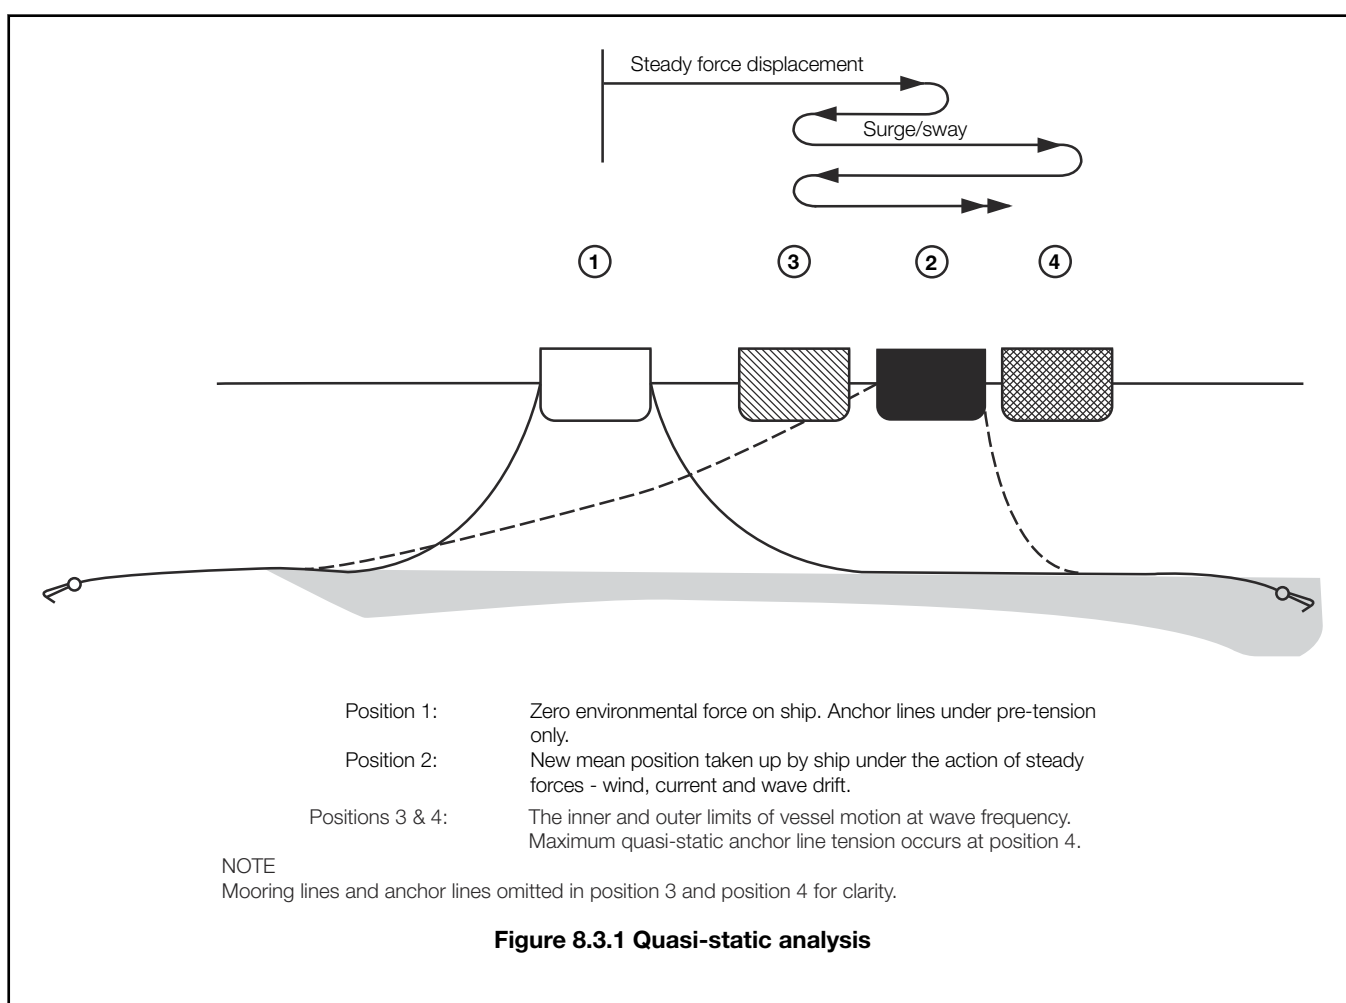 Steady force displacement
Surge/sway
1
3
2
4
Position 1: Zero environmental force on ship. Anchor lines under pre-tension
only.
Position 2: New mean position taken up by ship under the action of steady
forces - wind, current and wave drift.
Positions 3 & 4: The inner and outer limits of vessel motion at wave frequency.
Maximum quasi-static anchor line tension occurs at position 4.
NOTE
Mooring lines and anchor lines omitted in position 3 and position 4 for clarity.
Figure 8.3.1 Quasi-static analysis